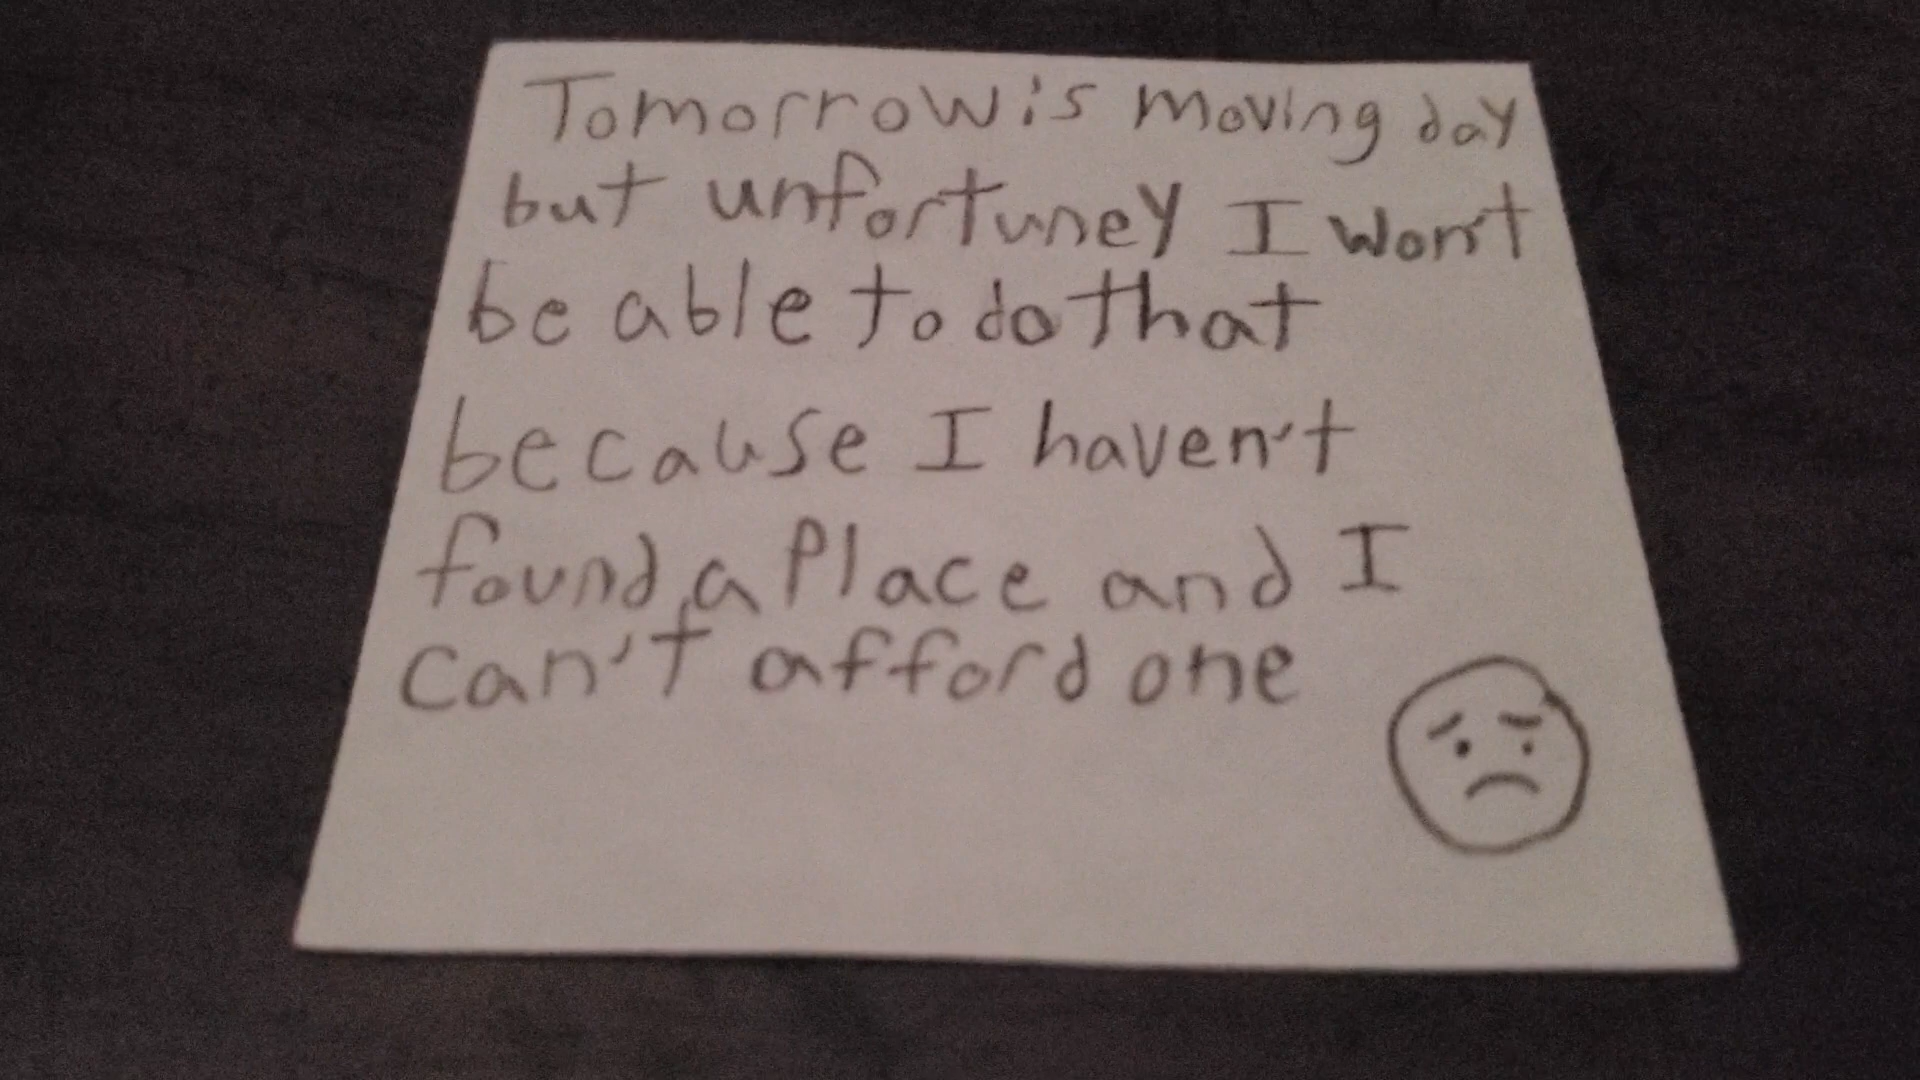 Tomorrow is moving day
but unfortuney I won't
be able to do that
because I haven't
found a Place and I
can't afford one